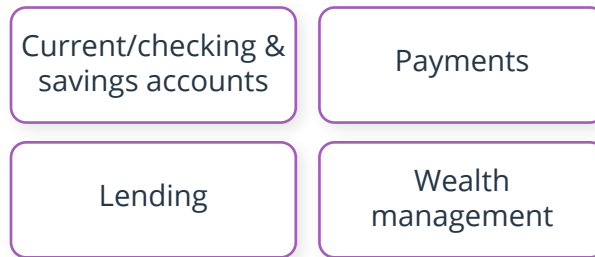 Current/checking &
savings accounts
Payments
Lending
Wealth
management